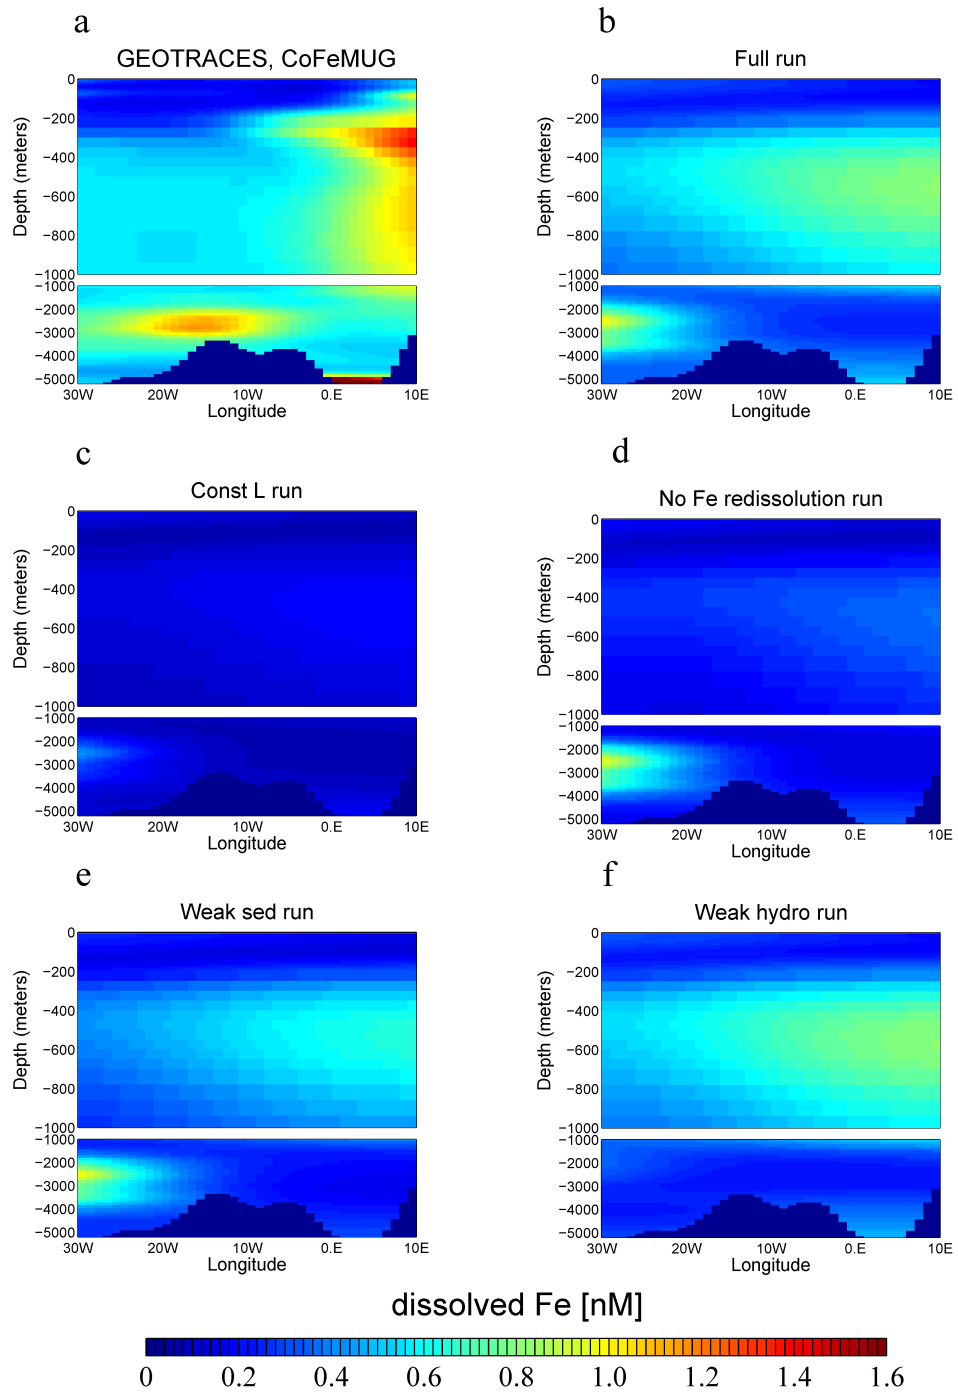 a
GEOTRACES, CoFeMUG
Depth (meters)
0
−200
−400
−600
−800
−1000
−1000
−2000
−3000
−4000
−5000
30W 20W 10W 0.E 10E
Longitude
b
Full run
Depth (meters)
0
−200
−400
−600
−800
−1000
−1000
−2000
−3000
−4000
−5000
30W 20W 10W 0.E 10E
Longitude
c
Const L run
Depth (meters)
0
−200
−400
−600
−800
−1000
−1000
−2000
−3000
−4000
−5000
30W 20W 10W 0.E 10E
Longitude
d
No Fe redissolution run
Depth (meters)
0
−200
−400
−600
−800
−1000
−1000
−2000
−3000
−4000
−5000
30W 20W 10W 0.E 10E
Longitude
e
Weak sed run
Depth (meters)
0
−200
−400
−600
−800
−1000
−1000
−2000
−3000
−4000
−5000
30W 20W 10W 0.E 10E
Longitude
f
Weak hydro run
Depth (meters)
0
−200
−400
−600
−800
−1000
−1000
−2000
−3000
−4000
−5000
30W 20W 10W 0.E 10E
Longitude
dissolved Fe [nM]
0 0.2 0.4 0.6 0.8 1.0 1.2 1.4 1.6